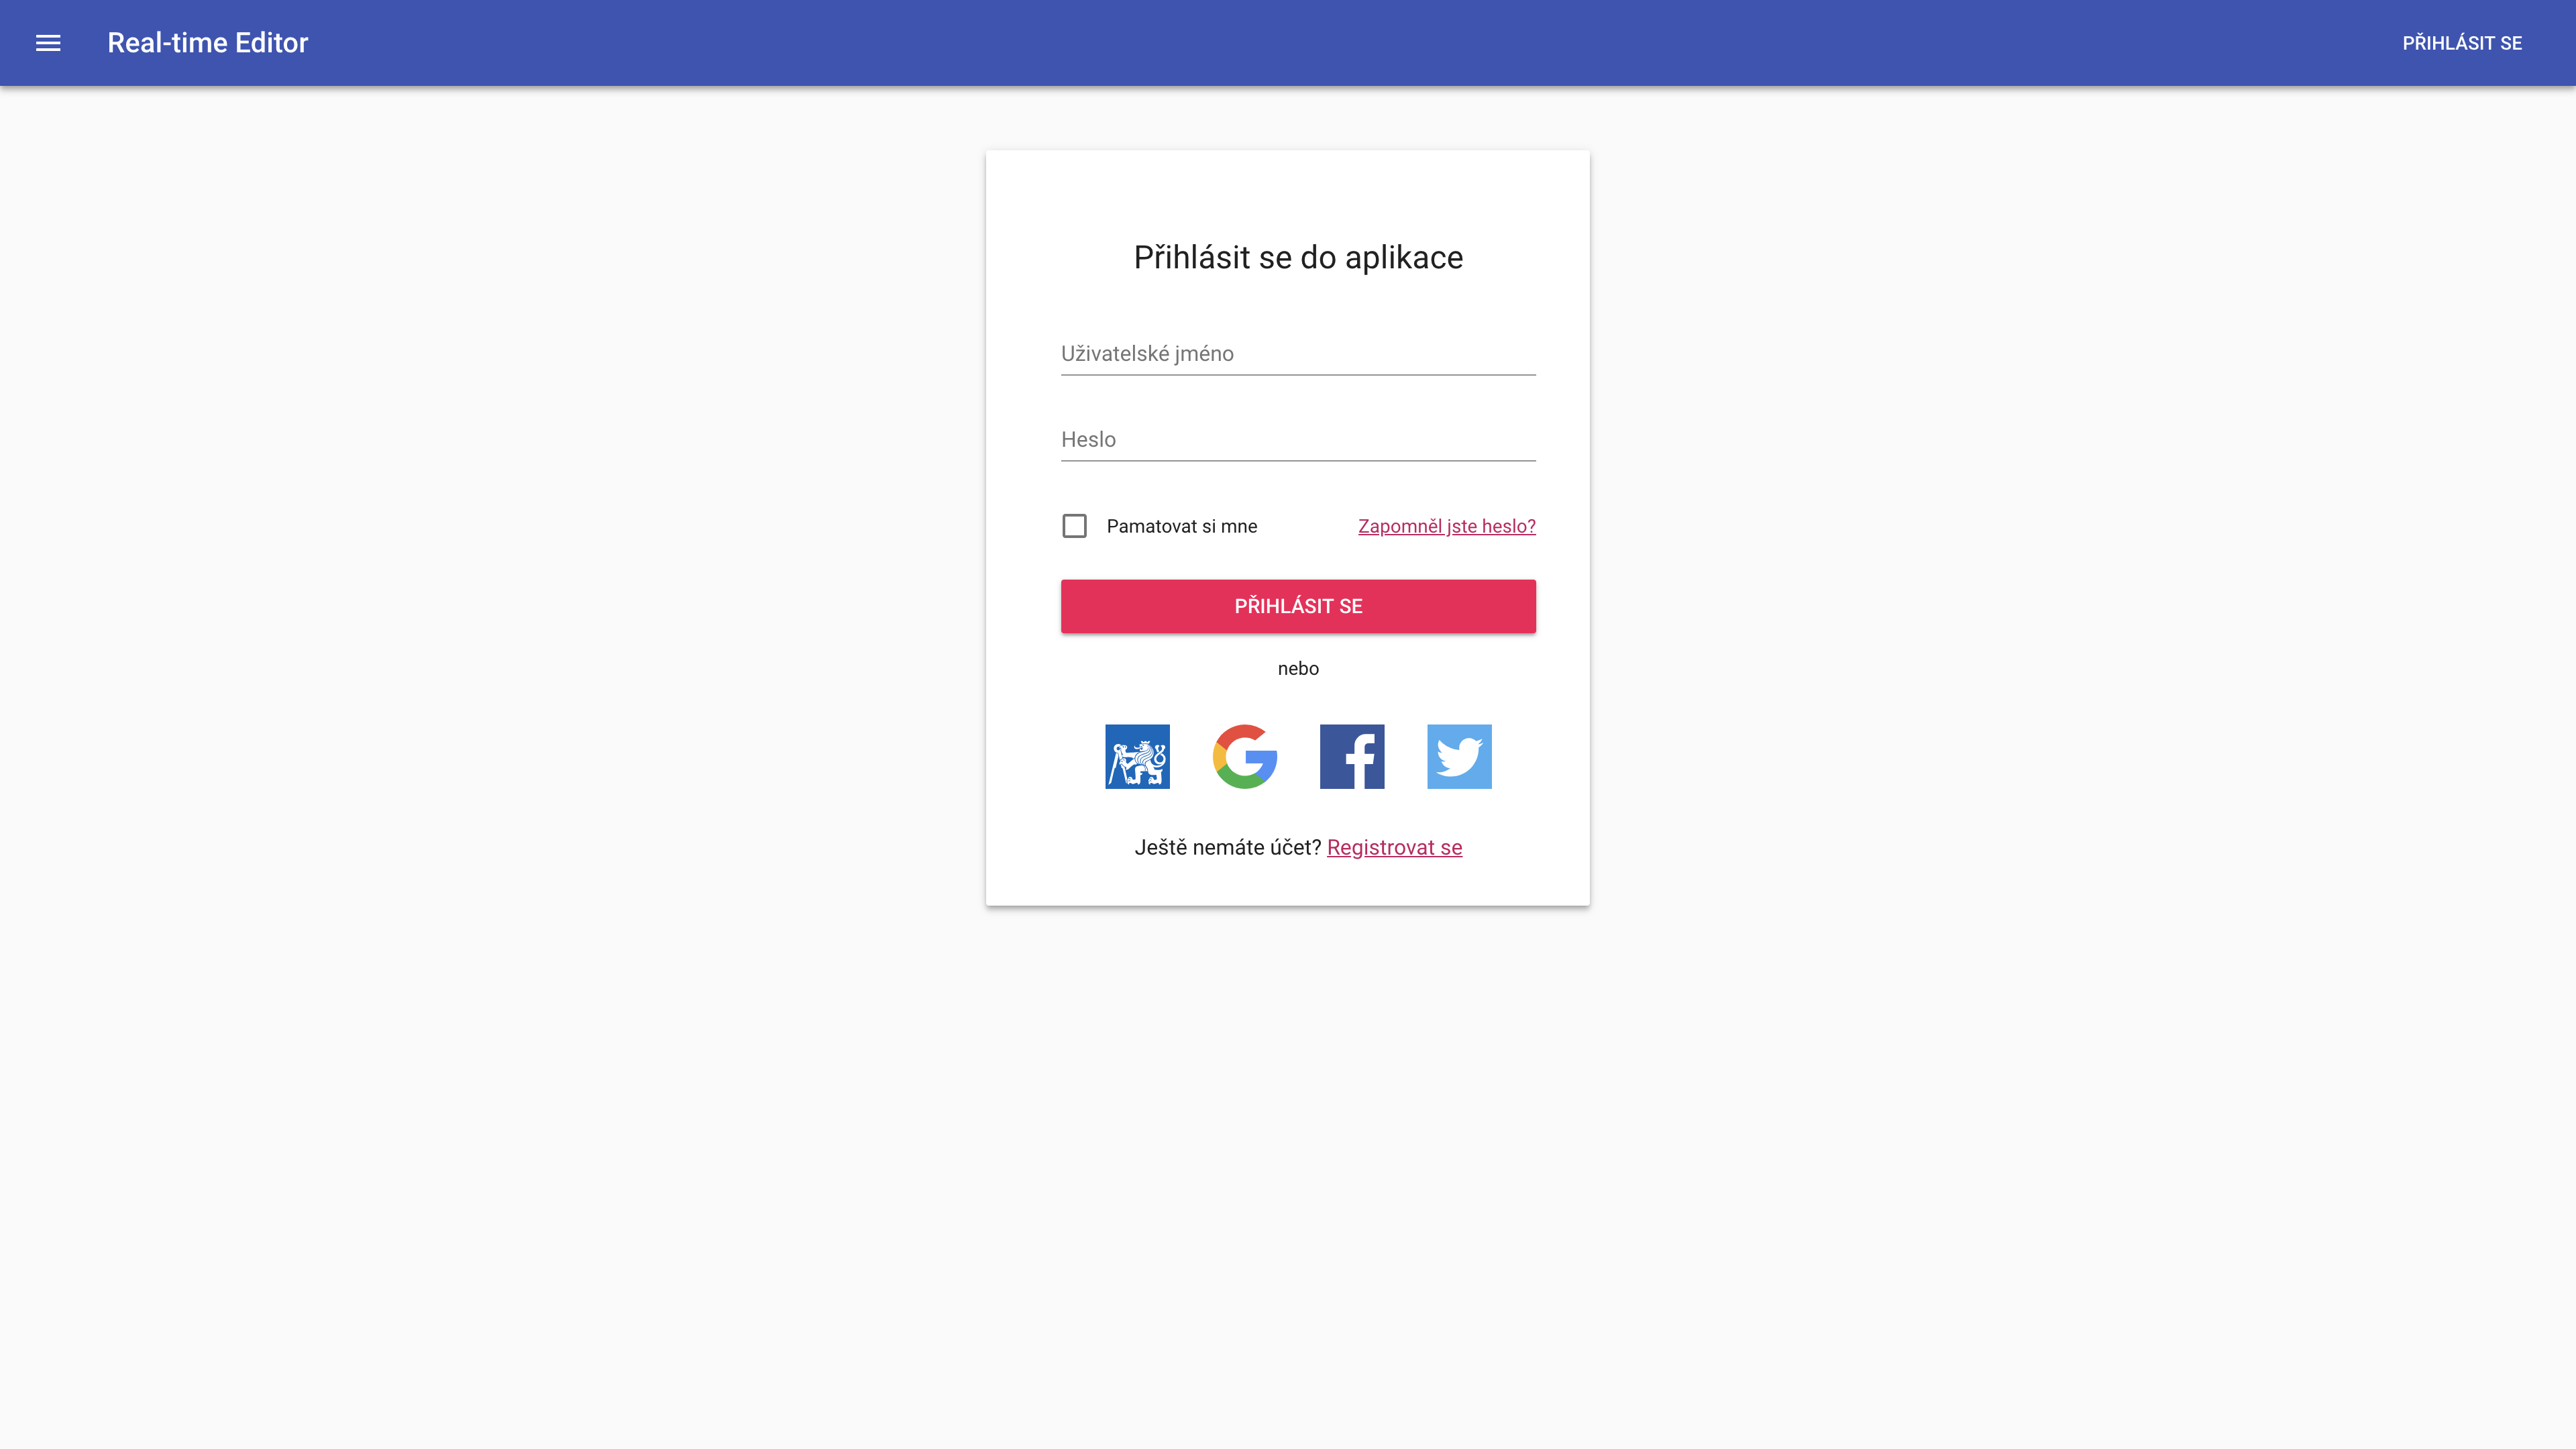 Real-time Editor
PŘIHLÁSIT SE
Přihlásit se do aplikace
Uživatelské jméno
Heslo
Pamatovat si mne
Zapomněl jste heslo?
PŘIHLÁSIT SE
nebo
Ještě nemáte účet? Registrovat se